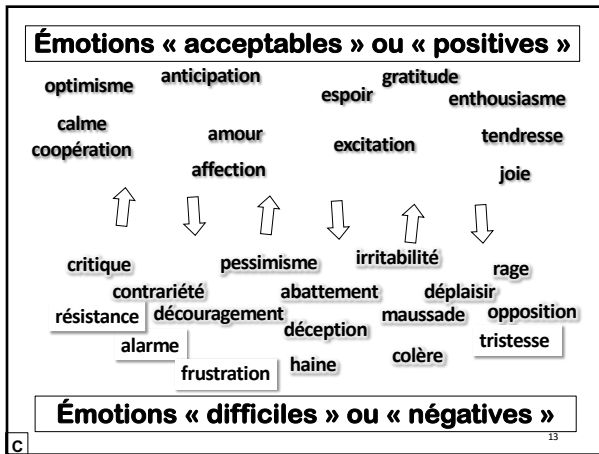 Émotions « acceptables » ou « positives »
optimisme
anticipation
espoir
gratitude
enthousiasme
calme
coopération
amour
affection
excitation
tendresse
joie
critique
pessimisme
irritabilité
rage
contrariété
abattement
déplaisir
résistance
découragement
déception
maussade
opposition
alarme
tristesse
frustration
haine
colère
Émotions « difficiles » ou « négatives »
C
13